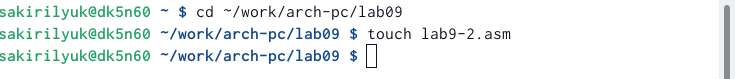 sakirilyuk@dk5n60 ~ $ cd ~/work/arch-pc/lab09
sakirilyuk@dk5n60 ~/work/arch-pc/lab09 $ touch lab9-2.asm
sakirilyuk@dk5n60 ~/work/arch-pc/lab09 $